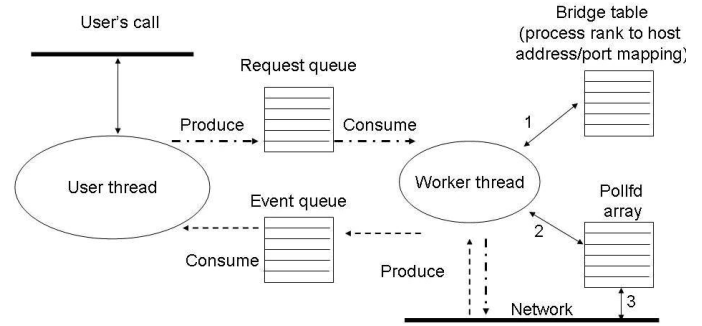 User's call
Bridge table
(process rank to host
address/port mapping)
Request queue
Produce
Consume
1
User thread
Worker thread
Event queue
Pollfd
array
2
Consume
Produce
3
Network